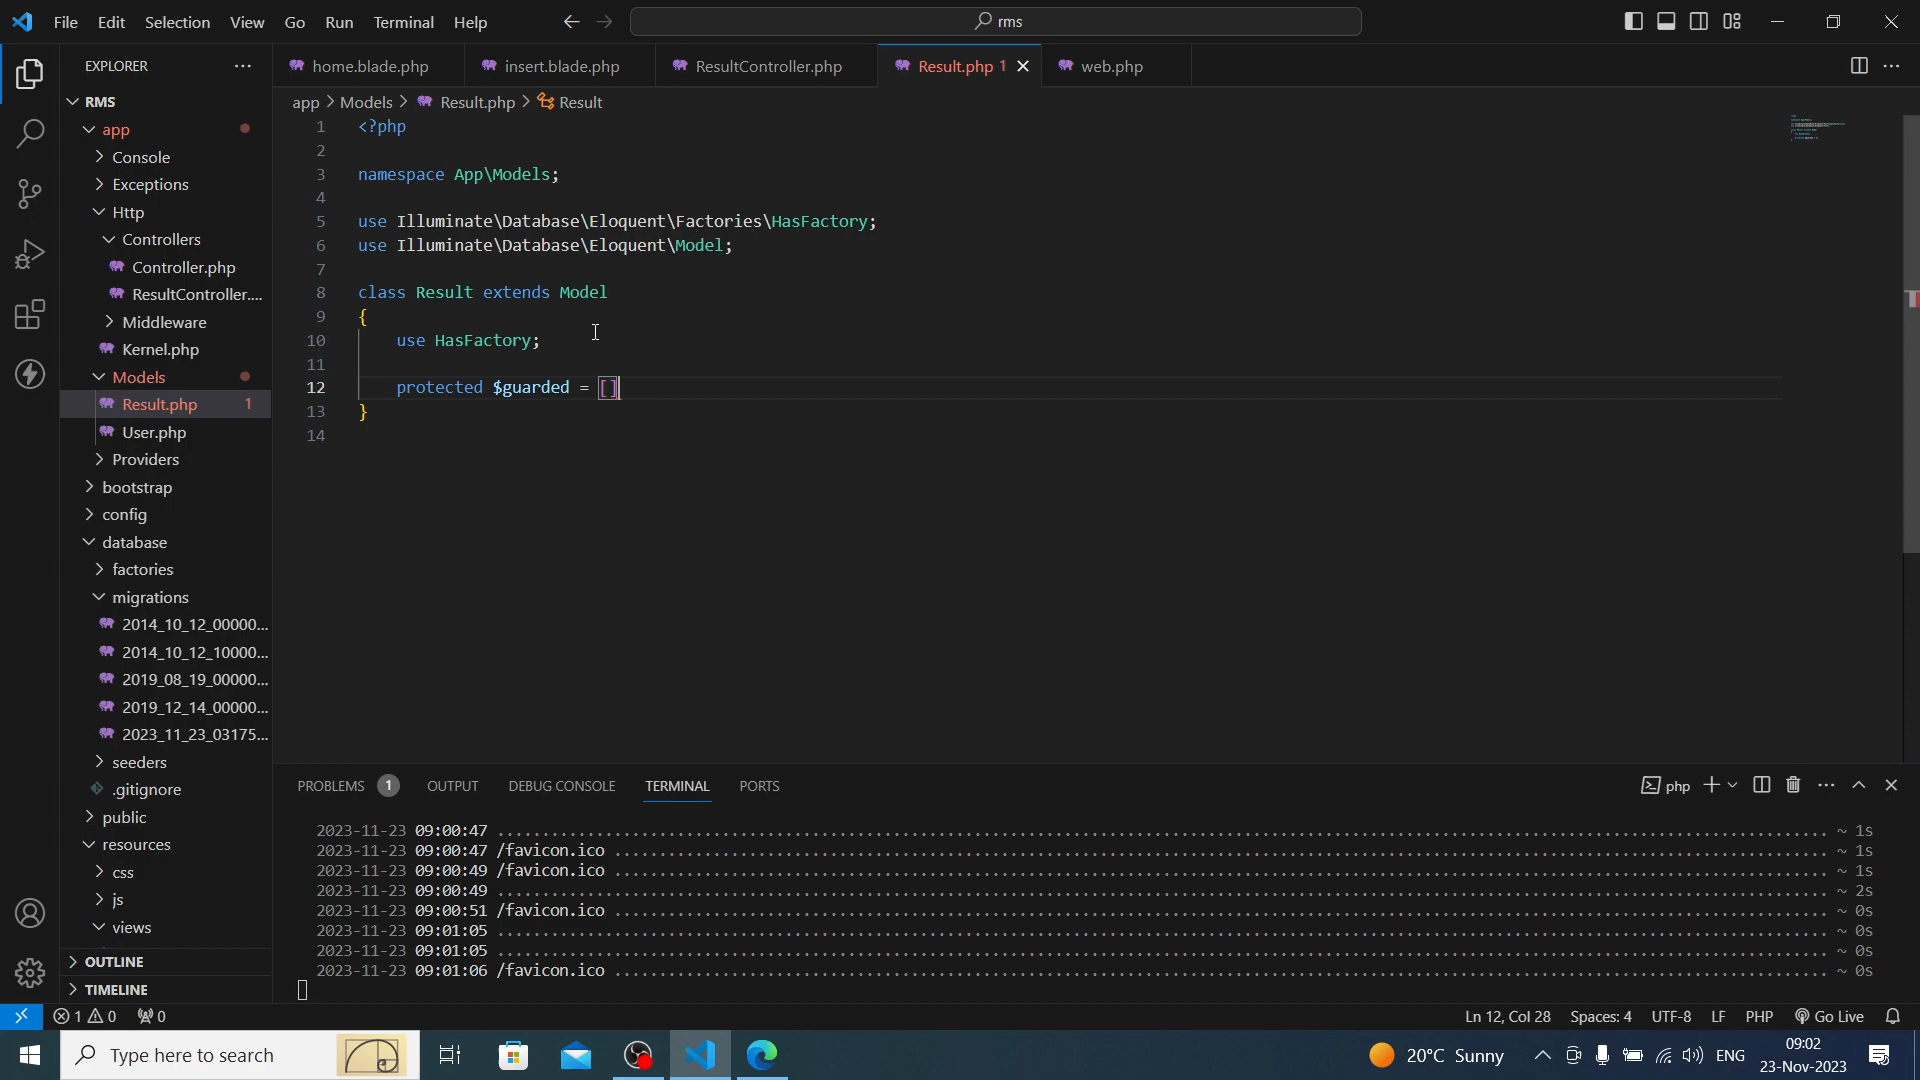 File Edit Selection View Go Run Terminal Help
rms
EXPLORER
home.blade.php
insert.blade.php
ResultController.php
Result.php 1
web.php
app > Models > Result.php > Result
RMS
app
Console
Exceptions
Http
Controllers
Controller.php
ResultController....
Middleware
Kernel.php
Models
Result.php 1
User.php
Providers
bootstrap
config
database
factories
migrations
2014_10_12_00000...
2014_10_12_10000...
2019_08_19_00000...
2019_12_14_00000...
2023_11_23_03175...
seeders
.gitignore
public
resources
css
js
views
OUTLINE
TIMELINE
1 <?php
2
3 namespace App\Models;
4
5 use Illuminate\Database\Eloquent\Factories\HasFactory;
6 use Illuminate\Database\Eloquent\Model;
7
8 class Result extends Model
9 {
10 use HasFactory;
11
12 protected $guarded = []
13 }
14
PROBLEMS 1 OUTPUT DEBUG CONSOLE TERMINAL PORTS
php
2023-11-23 09:00:47 ........ ~ 1s
2023-11-23 09:00:47 /favicon.ico ........ ~ 1s
2023-11-23 09:00:49 /favicon.ico ........ ~ 1s
2023-11-23 09:00:49 ........ ~ 2s
2023-11-23 09:00:51 /favicon.ico ........ ~ 0s
2023-11-23 09:01:05 ........ ~ 0s
2023-11-23 09:01:05 ........ ~ 0s
2023-11-23 09:01:06 /favicon.ico ........ ~ 0s
1 0 0
Ln 12, Col 28 Spaces: 4 UTF-8 LF PHP Go Live
Type here to search
20°C Sunny
ENG
09:02
23-Nov-2023